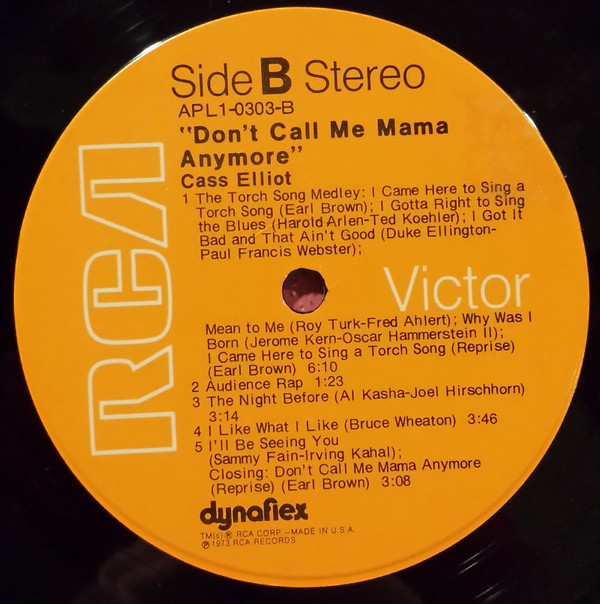 Side B Stereo
APL1-0303-B
"Don't Call Me Mama
Anymore"
Cass Elliot
1 The Torch Song Medley: I Came Here to Sing a
Torch Song (Earl Brown); I Gotta Right to Sing
the Blues (Harold Arlen-Ted Koehler); I Got It
Bad and That Ain't Good (Duke Ellington-
Paul Francis Webster);
RCA
Victor
Mean to Me (Roy Turk-Fred Ahlert); Why Was I
Born (Jerome Kern-Oscar Hammerstein II);
I Came Here to Sing a Torch Song (Reprise)
(Earl Brown) 6:10
2 Audience Rap 1:23
3 The Night Before (Al Kasha-Joel Hirschhorn)
3:14
4 I Like What I Like (Bruce Wheaton) 3:46
5 I'll Be Seeing You
(Sammy Fain-Irving Kahal);
Closing: Don't Call Me Mama Anymore
(Reprise) (Earl Brown) 3:08
dynaflex
TM(s) ® RCA CORP.-MADE IN U.S.A.
℗ 1973 RCA RECORDS